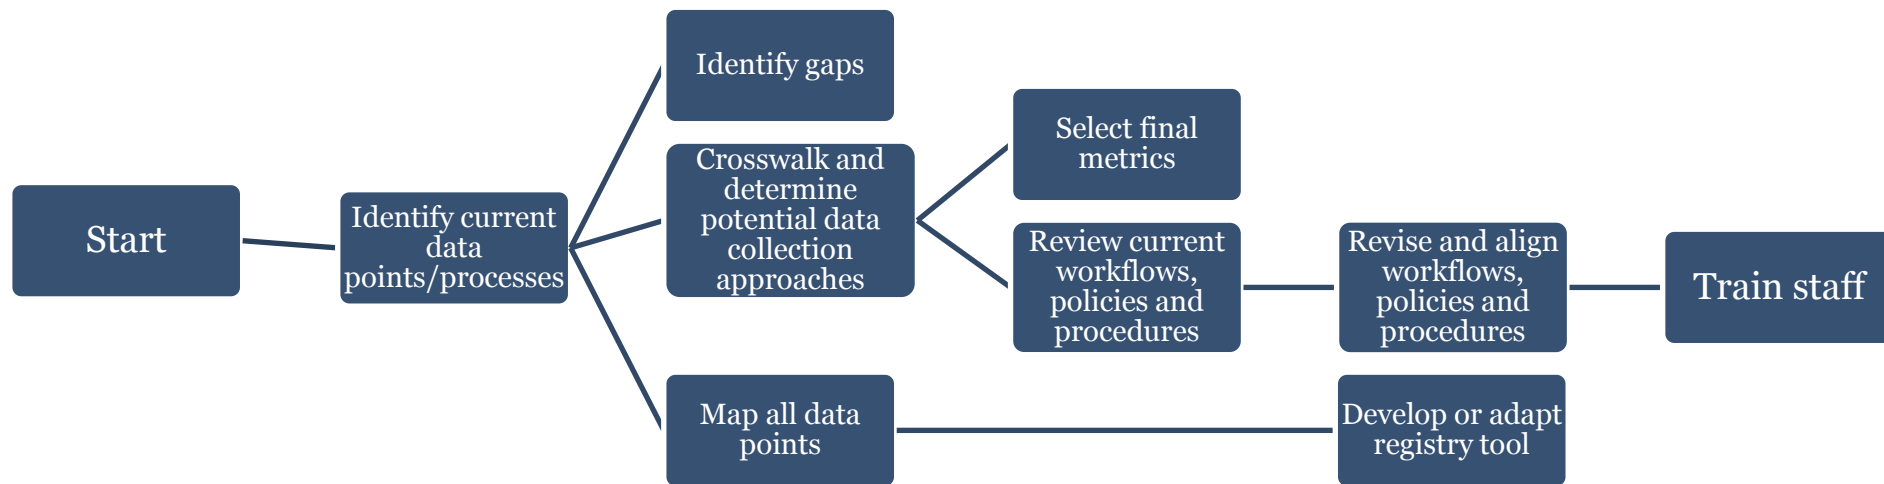 Start
Identify current
data
points/processes
Identify gaps
Crosswalk and
determine
potential data
collection
approaches
Map all data
points
Select final
metrics
Review current
workflows,
policies and
procedures
Revise and align
workflows,
policies and
procedures
Develop or adapt
registry tool
Train staff